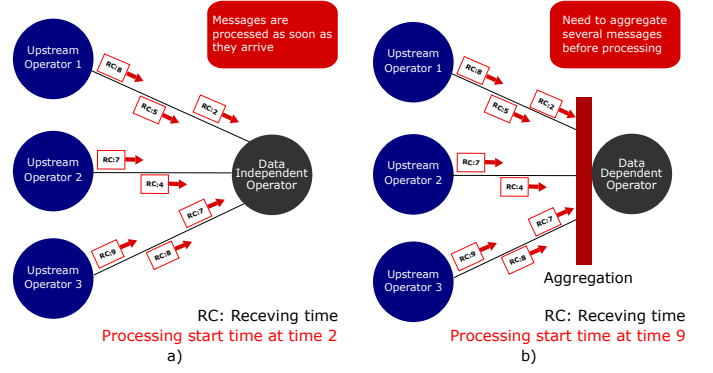 Messages are
processed as soon as
they arrive
Upstream
Operator 1
RC:8
RC:5
RC:2
Upstream
Operator 2
RC:7
RC:4
Data
Independent
Operator
RC:7
Upstream
Operator 3
RC:9
RC:8
RC: Receving time
Processing start time at time 2
a)
Need to aggregate
several messages
before processing
Upstream
Operator 1
RC:8
RC:5
RC:2
Upstream
Operator 2
RC:7
RC:4
Data
Dependent
Operator
RC:7
Upstream
Operator 3
RC:9
RC:8
Aggregation
RC: Receving time
Processing start time at time 9
b)